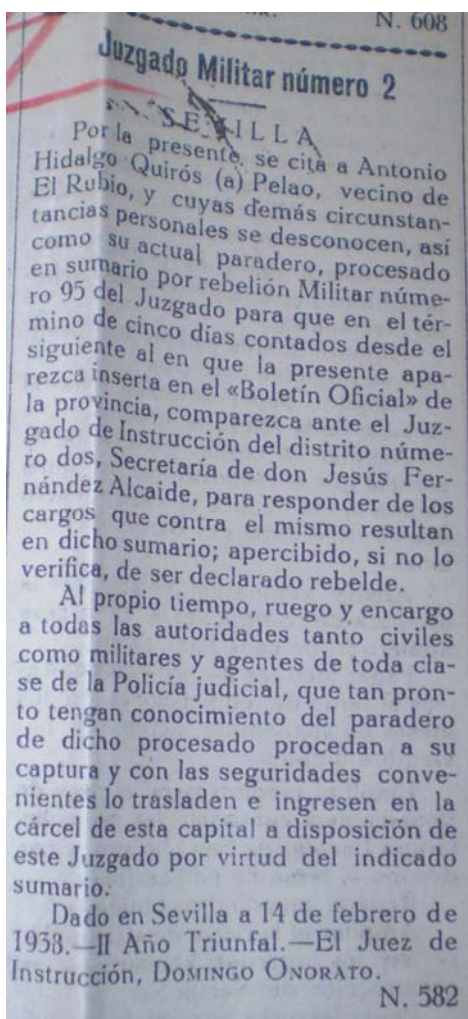 N. 608
Juzgado Militar número 2
SEVILLA
Por la presente, se cita a Antonio
Hidalgo Quirós (a) Pelao, vecino de
El Rubio, y cuyas demás circunstan-
tancias personales se desconocen, así
como su actual paradero, procesado
en sumario por rebelión Militar núme-
ro 95 del Juzgado para que en el tér-
mino de cinco días contados desde el
siguiente al en que la presente apa-
rezca inserta en el «Boletín Oficial» de
la provincia, comparezca ante el Juz-
gado de Instrucción del distrito núme-
ro dos, Secretaría de don Jesús Fer-
nández Alcaide, para responder de los
cargos que contra el mismo resultan
en dicho sumario; apercibido, si no lo
verifica, de ser declarado rebelde.
Al propio tiempo, ruego y encargo
a todas las autoridades tanto civiles
como militares y agentes de toda cla-
se de la Policía judicial, que tan pron-
to tengan conocimiento del paradero
de dicho procesado procedan a su
captura y con las seguridades conve-
nientes lo trasladen e ingresen en la
cárcel de esta capital a disposición de
este Juzgado por virtud del indicado
sumario.
Dado en Sevilla a 14 de febrero de
1938.—II Año Triunfal.—El Juez de
Instrucción, DOMINGO ONORATO.
N. 582